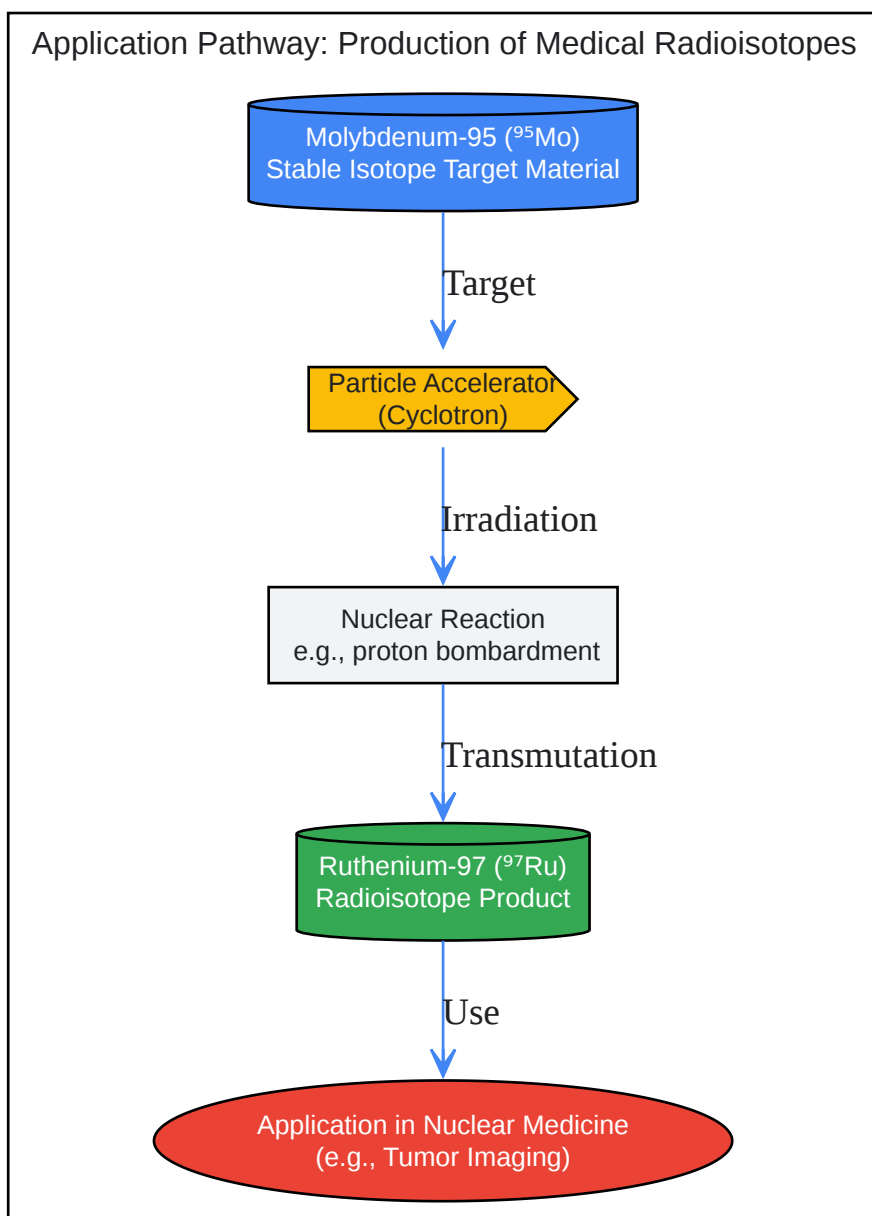 Application Pathway: Production of Medical Radioisotopes
Molybdenum-95 (⁹⁵Mo)
Stable Isotope Target Material
Target
Particle Accelerator
(Cyclotron)
Irradiation
Nuclear Reaction
e.g., proton bombardment
Transmutation
Ruthenium-97 (⁹⁷Ru)
Radioisotope Product
Use
Application in Nuclear Medicine
(e.g., Tumor Imaging)